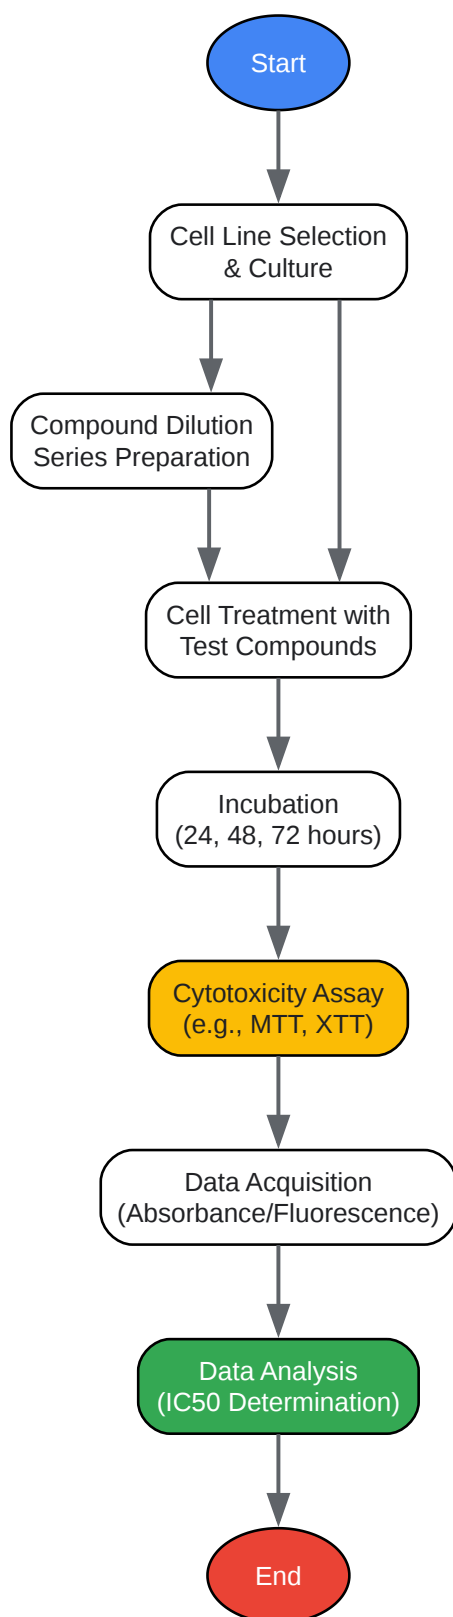 Start
Cell Line Selection
& Culture
Compound Dilution
Series Preparation
Cell Treatment with
Test Compounds
Incubation
(24, 48, 72 hours)
Cytotoxicity Assay
(e.g., MTT, XTT)
Data Acquisition
(Absorbance/Fluorescence)
Data Analysis
(IC50 Determination)
End